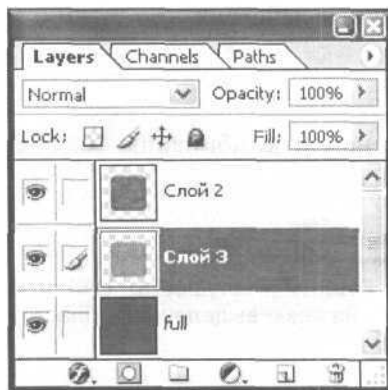 Layers Channels Paths
Normal Opacity: 100%
Lock: Fill: 100%
Слой 2
Слой 3
full